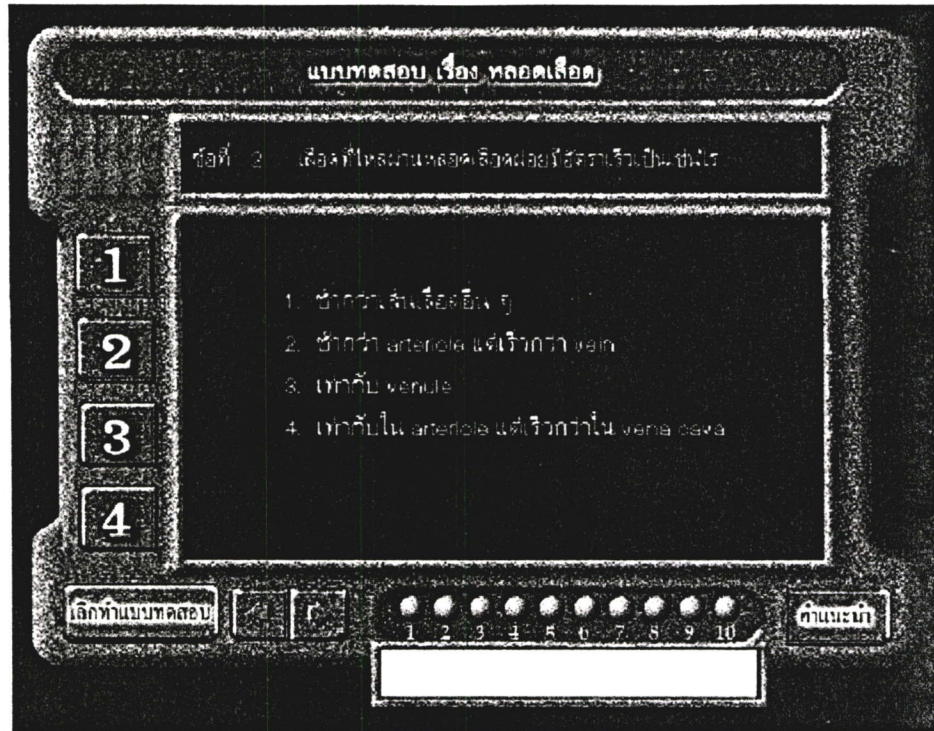 แบบทดสอบ เรื่อง หลอดเลือด
ข้อที่ 2 เลือดที่ไหลผ่านหลอดเลือดฝอยมีอัตราเร็วเป็นเช่นไร
1
2
3
4
1. ช้ากว่าเส้นเลือดอื่น ๆ
2. ช้ากว่า arteriole แต่เร็วกว่า vein
3. เท่ากับ venule
4. เท่ากับใน arteriole แต่เร็วกว่าใน vena cava
เลิกทำแบบทดสอบ
1 2 3 4 5 6 7 8 9 10
คำแนะนำ